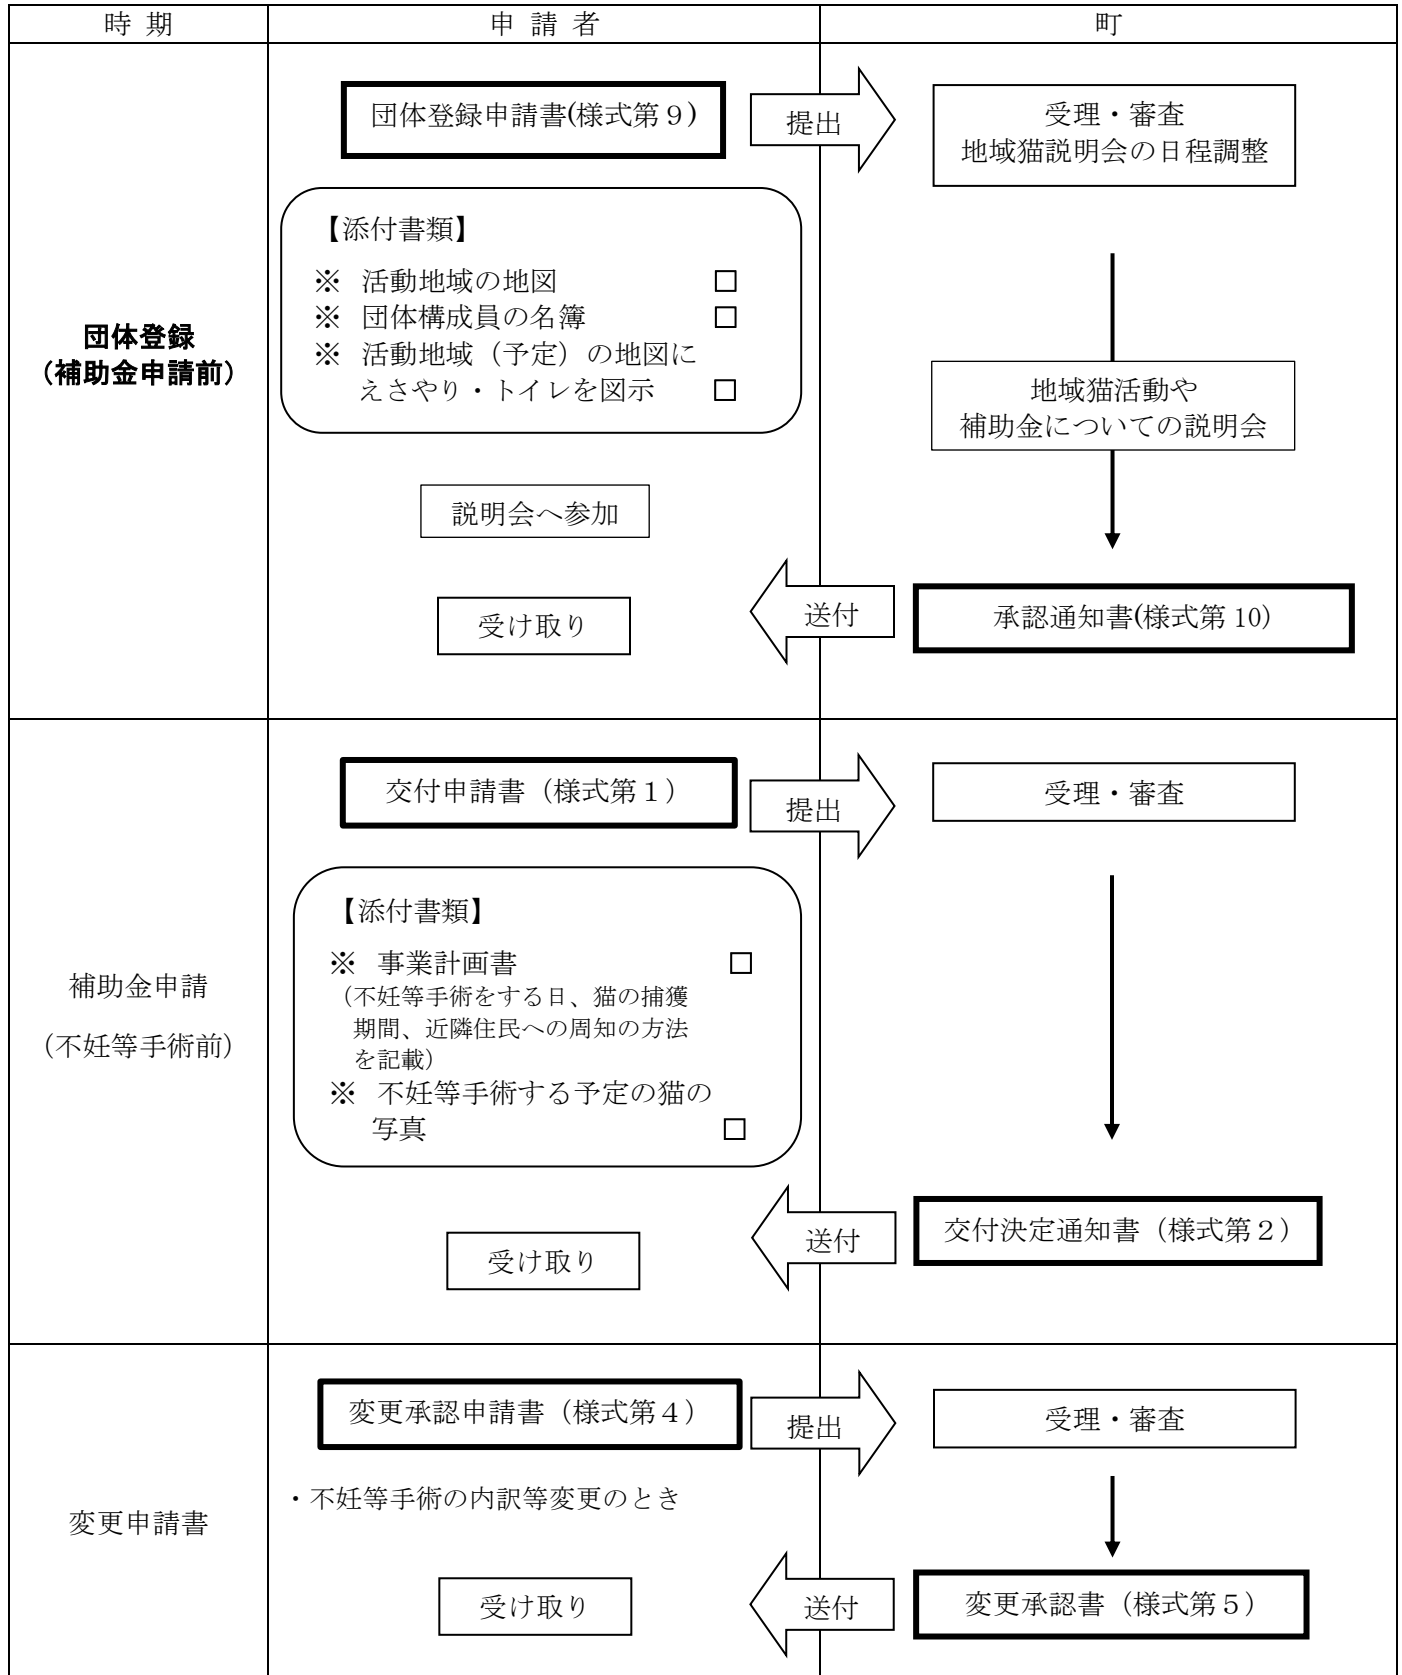 時 期
申 請 者
町
団体登録
（補助金申請前）
団体登録申請書(様式第９)
提出
受理・審査
地域猫説明会の日程調整
【添付書類】
※ 活動地域の地図 □
※ 団体構成員の名簿 □
※ 活動地域（予定）の地図に
えさやり・トイレを図示 □
地域猫活動や
補助金についての説明会
説明会へ参加
受け取り
送付
承認通知書(様式第 10)
補助金申請
（不妊等手術前）
交付申請書（様式第１）
提出
受理・審査
【添付書類】
※ 事業計画書 □
（不妊等手術をする日、猫の捕獲
期間、近隣住民への周知の方法
を記載）
※ 不妊等手術する予定の猫の
写真 □
受け取り
送付
交付決定通知書（様式第２）
変更申請書
変更承認申請書（様式第４）
提出
受理・審査
・不妊等手術の内訳等変更のとき
受け取り
送付
変更承認書（様式第５）